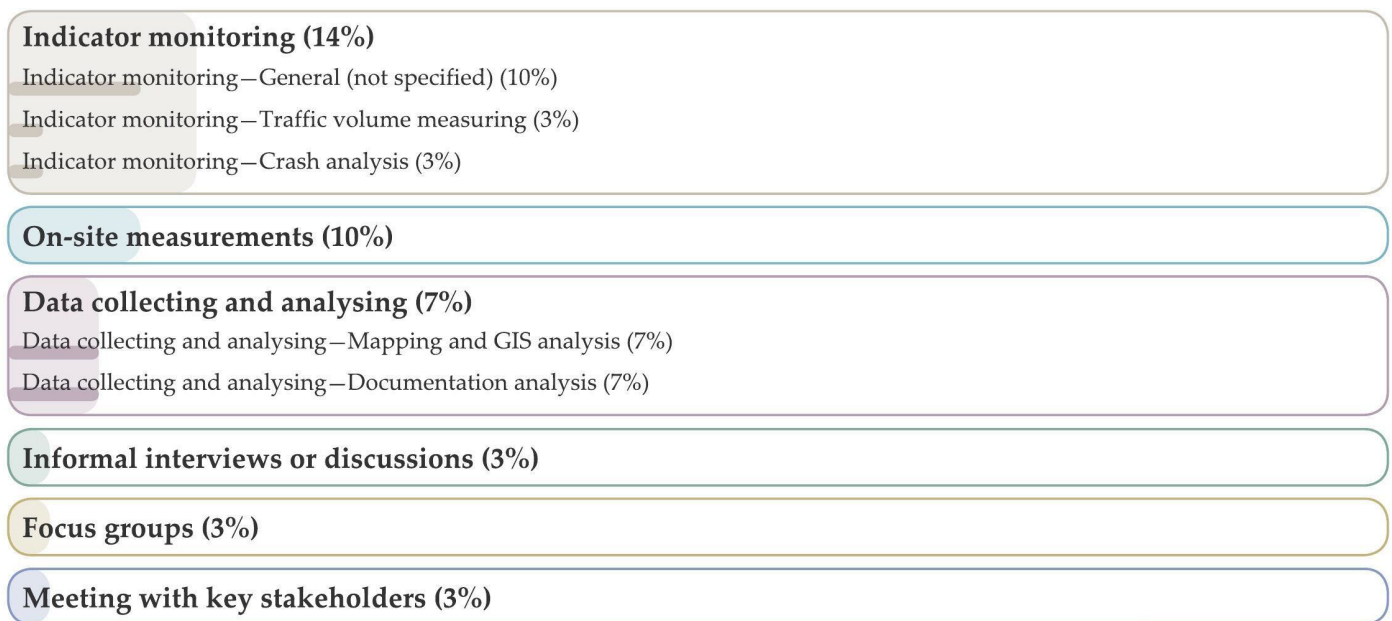 Indicator monitoring (14%)
Indicator monitoring—General (not specified) (10%)
Indicator monitoring—Traffic volume measuring (3%)
Indicator monitoring—Crash analysis (3%)
On-site measurements (10%)
Data collecting and analysing (7%)
Data collecting and analysing—Mapping and GIS analysis (7%)
Data collecting and analysing—Documentation analysis (7%)
Informal interviews or discussions (3%)
Focus groups (3%)
Meeting with key stakeholders (3%)